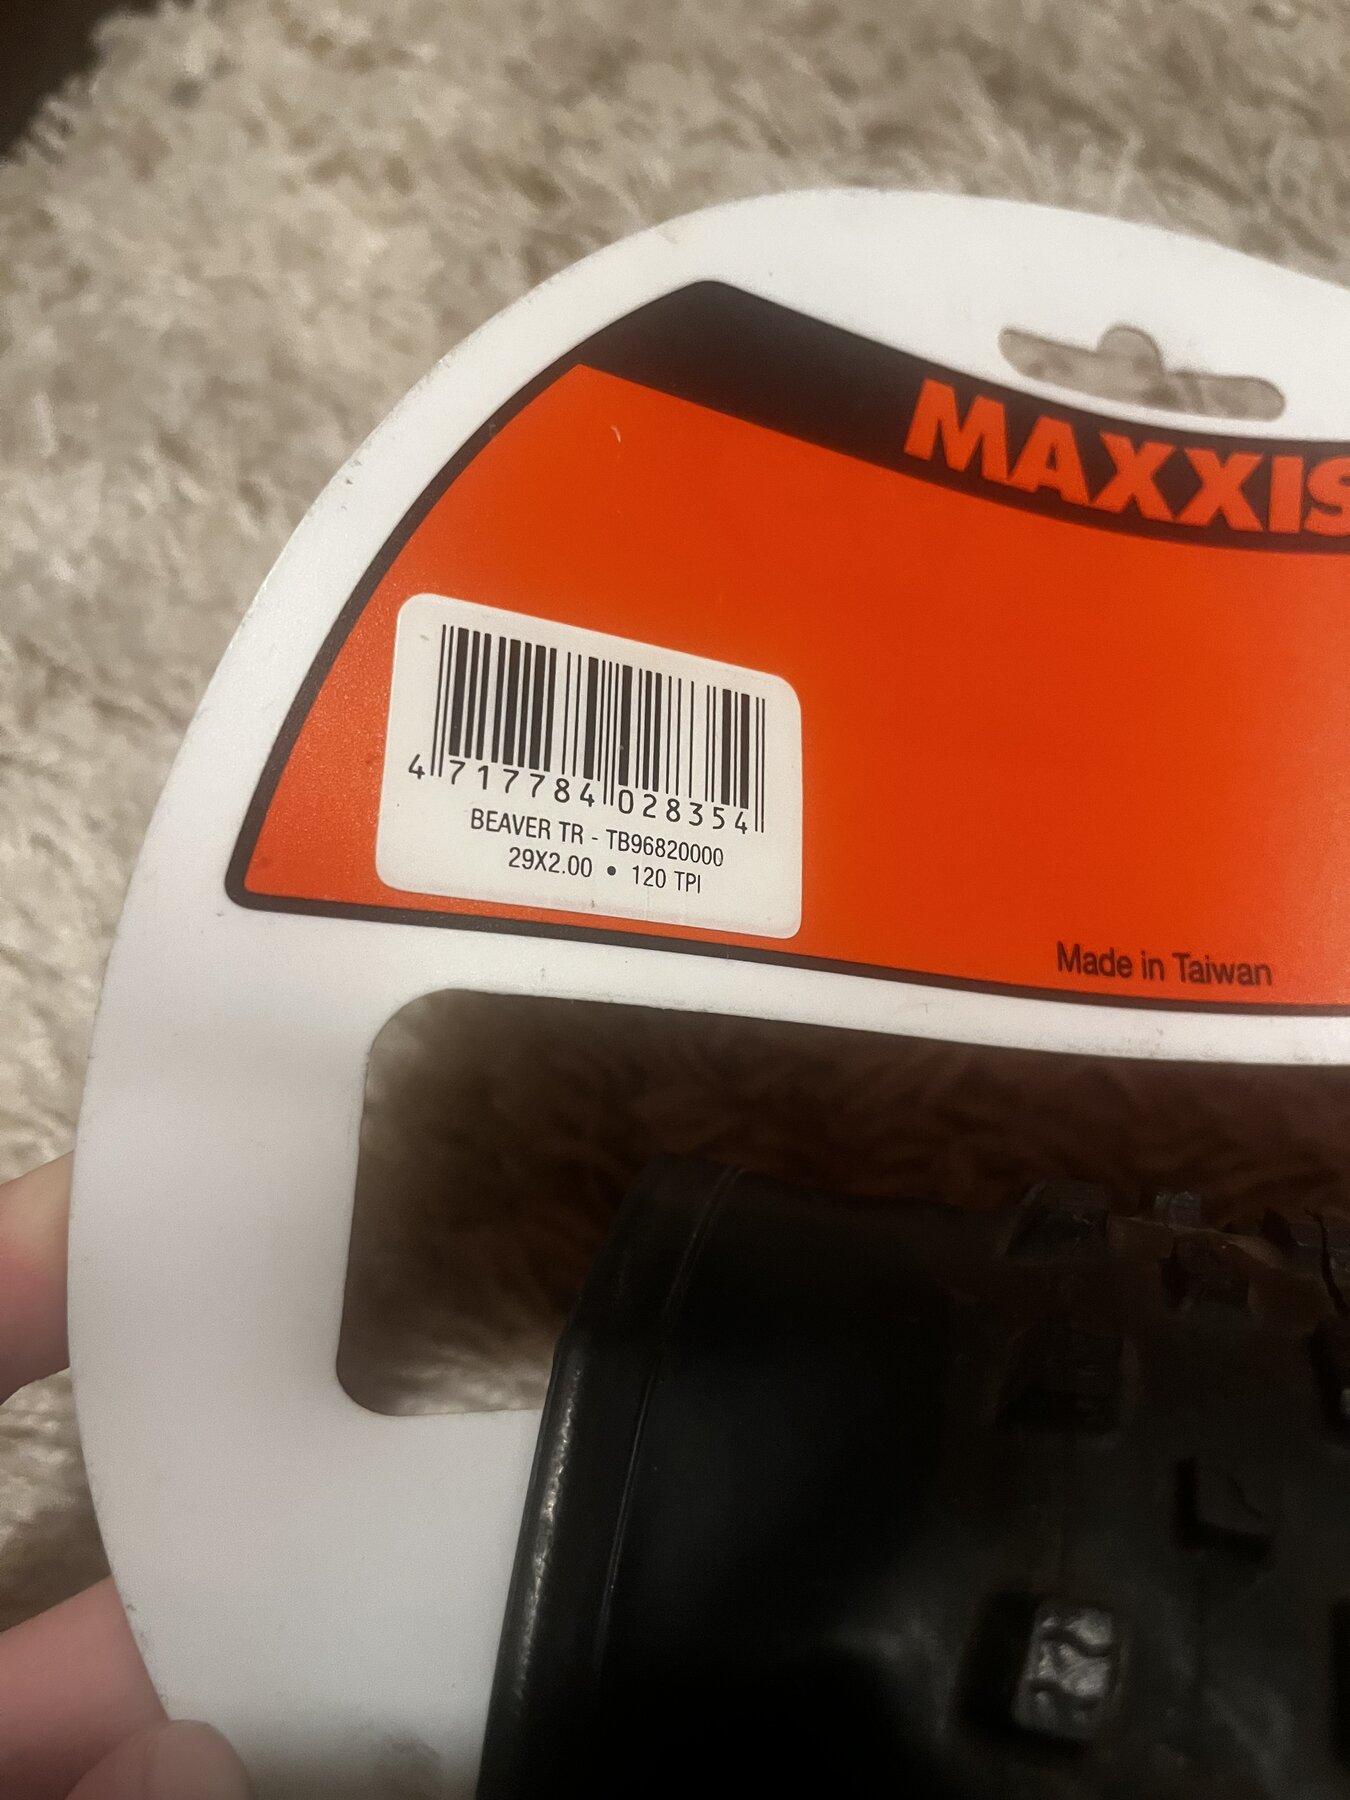 MAXXIS
4 717784 028354
BEAVER TR - TB96820000
29X2.00 • 120 TPI
Made in Taiwan